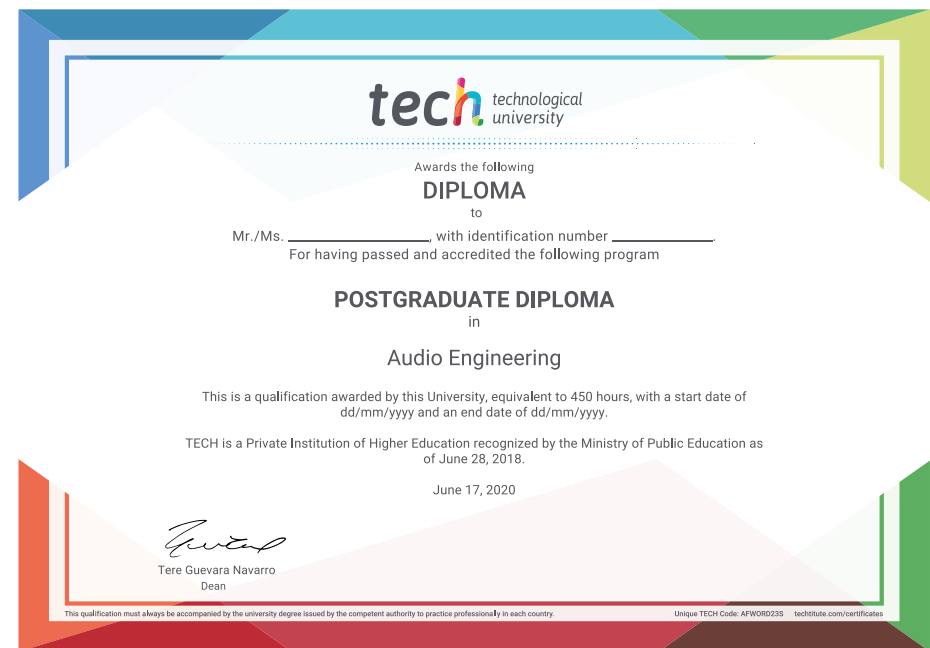 tech technological
university
Awards the following
DIPLOMA
to
Mr./Ms. ____________________, with identification number ______________.
For having passed and accredited the following program
POSTGRADUATE DIPLOMA
in
Audio Engineering
This is a qualification awarded by this University, equivalent to 450 hours, with a start date of
dd/mm/yyyy and an end date of dd/mm/yyyy.
TECH is a Private Institution of Higher Education recognized by the Ministry of Public Education as
of June 28, 2018.
June 17, 2020
Tere Guevara Navarro
Dean
This qualification must always be accompanied by the university degree issued by the competent authority to practice professionally in each country. Unique TECH Code: AFWORD23S techtitute.com/certificates